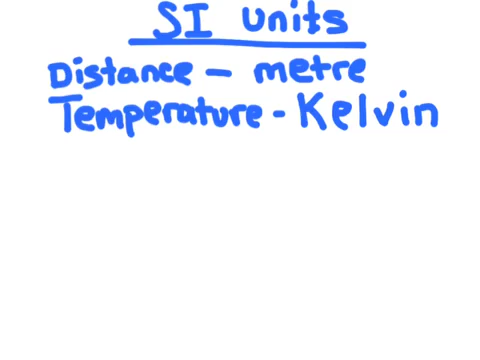 SI units
Distance - metre
Temperature - Kelvin